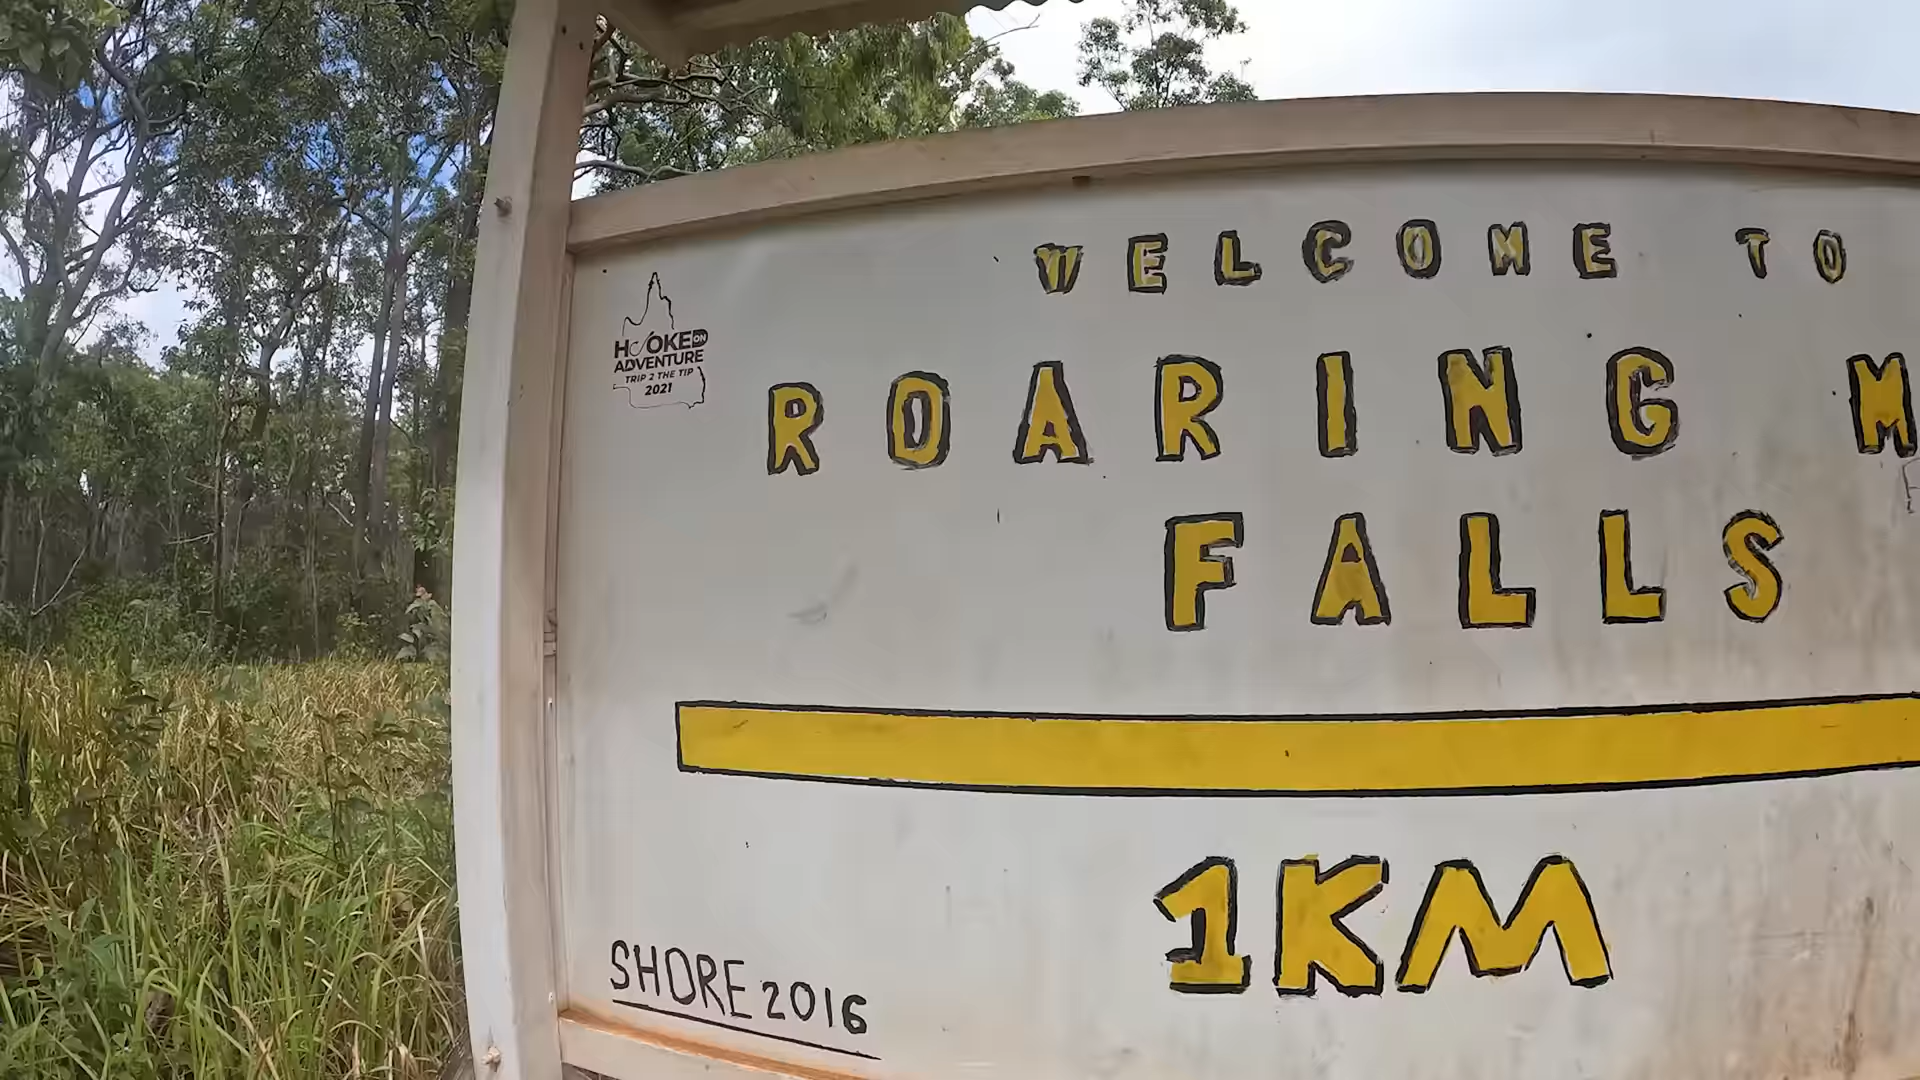 WELCOME TO
ROARING M
FALLS
1KM
HOOKED ON
ADVENTURE
TRIP 2 THE TIP
2021
SHORE 2016